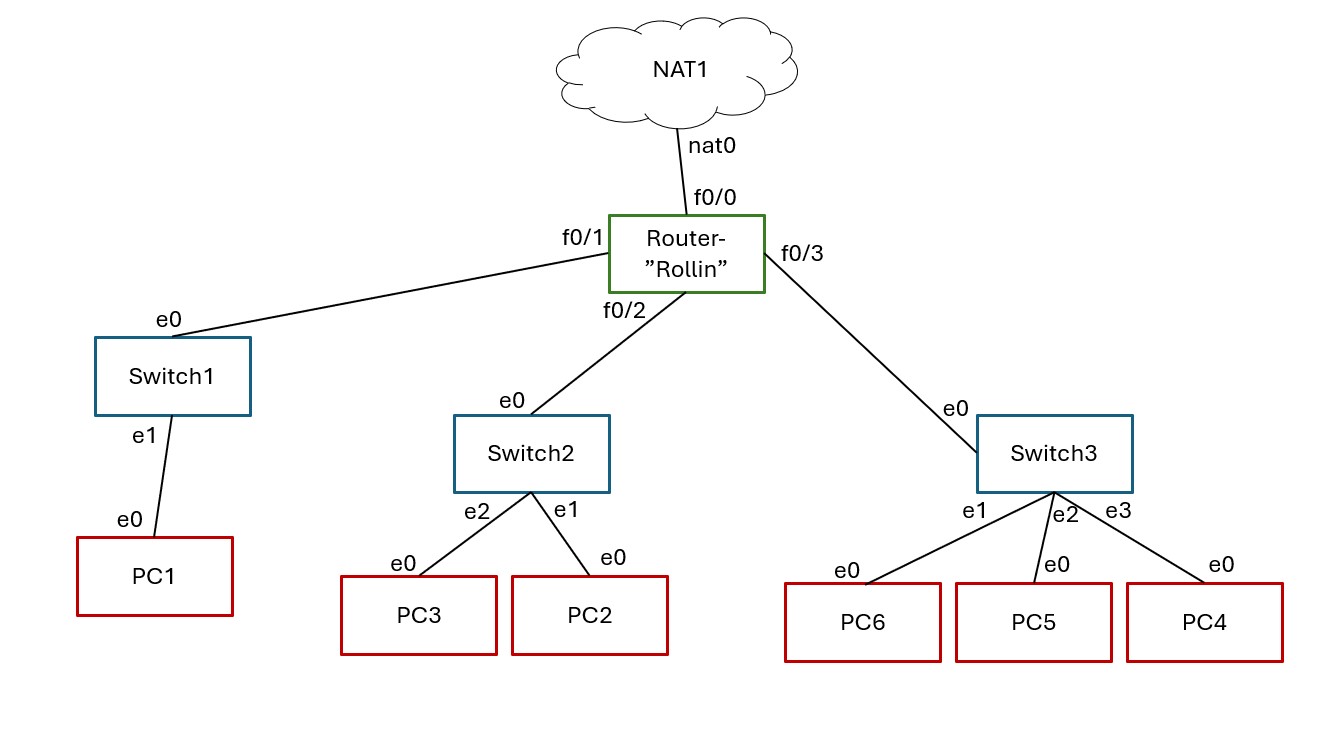 NAT1
nat0
f0/0
f0/1
Router-
”Rollin”
f0/3
f0/2
e0
Switch1
e1
e0
PC1
e0
Switch2
e2
e1
e0
e0
PC3
PC2
e0
Switch3
e1
e2
e3
e0
e0
e0
PC6
PC5
PC4